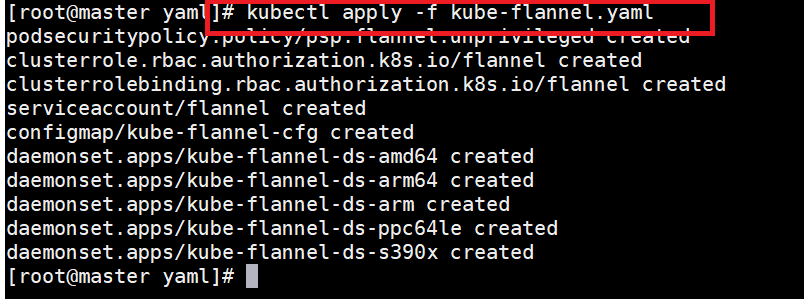 [root@master yaml]# kubectl apply -f kube-flannel.yaml
podsecuritypolicy.policy/psp.flannel.unprivileged created
clusterrole.rbac.authorization.k8s.io/flannel created
clusterrolebinding.rbac.authorization.k8s.io/flannel created
serviceaccount/flannel created
configmap/kube-flannel-cfg created
daemonset.apps/kube-flannel-ds-amd64 created
daemonset.apps/kube-flannel-ds-arm64 created
daemonset.apps/kube-flannel-ds-arm created
daemonset.apps/kube-flannel-ds-ppc64le created
daemonset.apps/kube-flannel-ds-s390x created
[root@master yaml]#